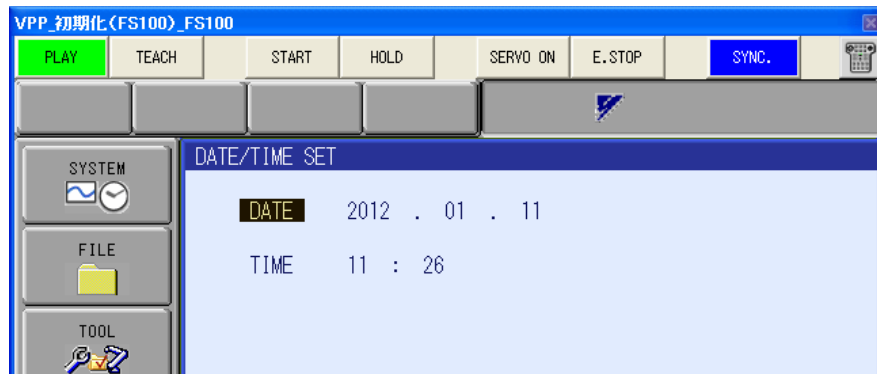 VPP_初期化(FS100)_FS100
PLAY TEACH START HOLD SERVO ON E.STOP SYNC.
SYSTEM
DATE/TIME SET
DATE 2012 . 01 . 11
FILE
TIME 11 : 26
TOOL